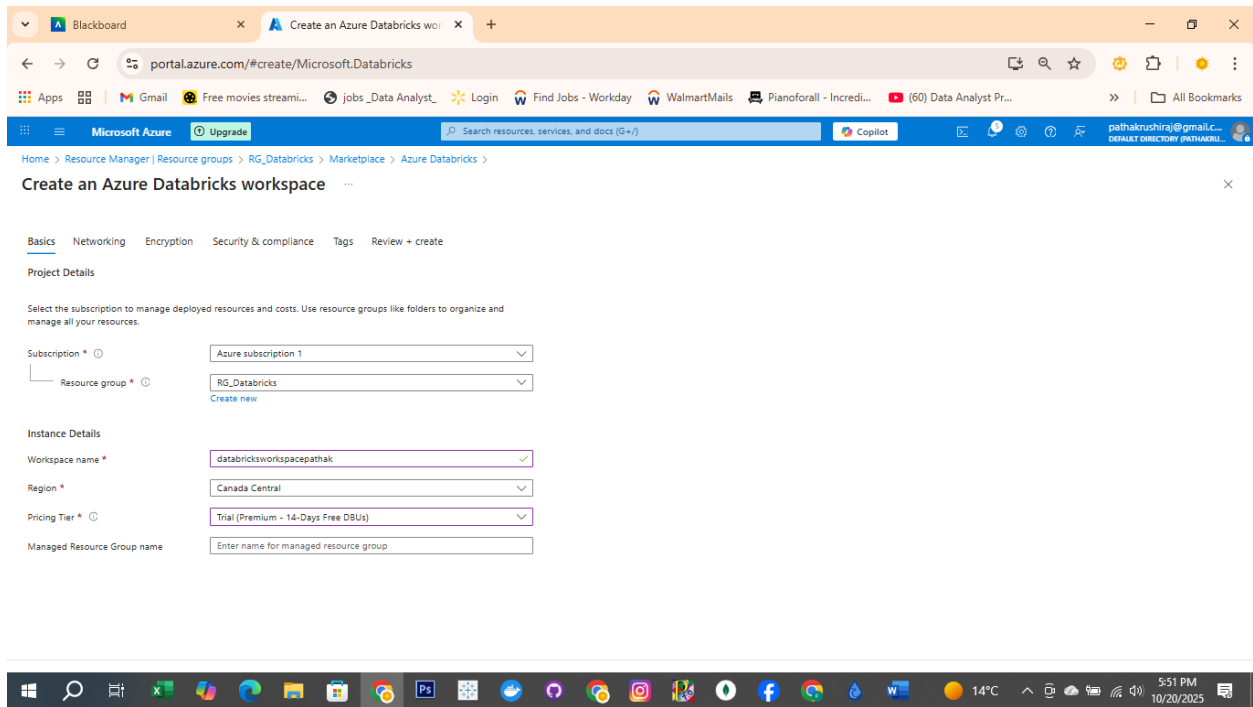 Blackboard
Create an Azure Databricks wor
portal.azure.com/#create/Microsoft.Databricks
Apps Gmail Free movies streami... jobs _Data Analyst_ Login Find Jobs - Workday WalmartMails Pianoforall - Incredi... (60) Data Analyst Pr... All Bookmarks
Microsoft Azure Upgrade Search resources, services, and docs (G+/) Copilot 5 pathakrushiraj@gmail.c...
DEFAULT DIRECTORY (PATHAKRU...
Home > Resource Manager | Resource groups > RG_Databricks > Marketplace > Azure Databricks >
Create an Azure Databricks workspace ...
Basics Networking Encryption Security & compliance Tags Review + create
Project Details
Select the subscription to manage deployed resources and costs. Use resource groups like folders to organize and
manage all your resources.
Subscription * Azure subscription 1
Resource group * RG_Databricks
Create new
Instance Details
Workspace name * databricksworkspacepathak
Region * Canada Central
Pricing Tier * Trial (Premium - 14-Days Free DBUs)
Managed Resource Group name Enter name for managed resource group
14°C 5:51 PM
10/20/2025